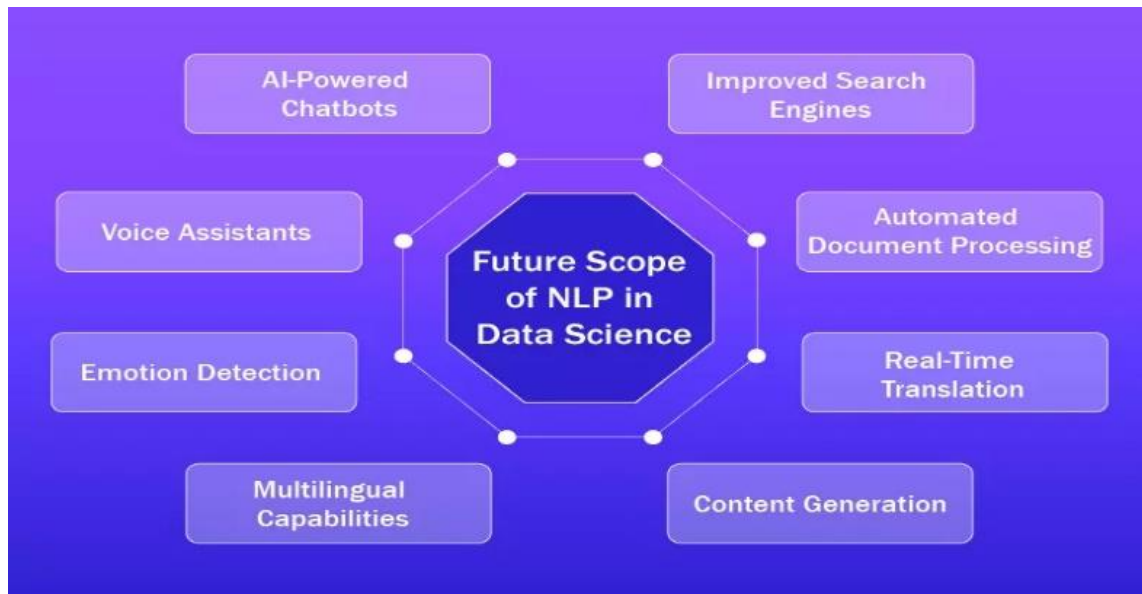 AI-Powered
Chatbots
Improved Search
Engines
Voice Assistants
Automated
Document Processing
Future Scope
of NLP in
Data Science
Emotion Detection
Real-Time
Translation
Multilingual
Capabilities
Content Generation